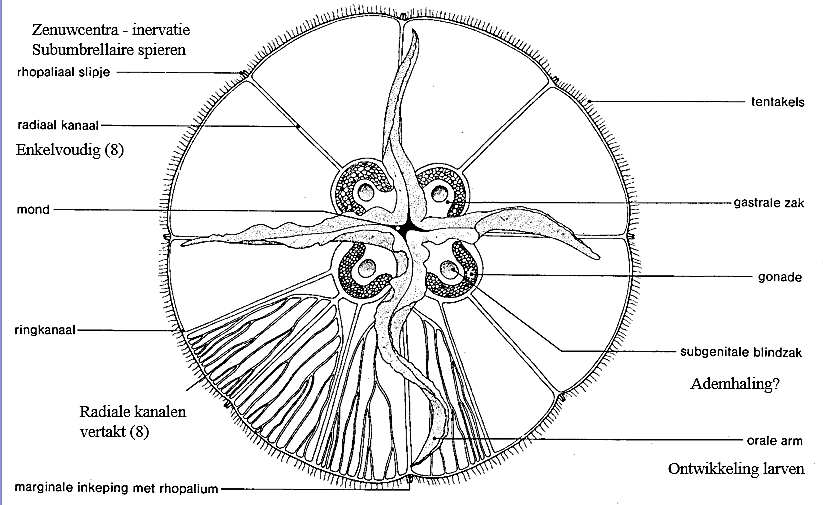 Zenuwcentra - inervatie
Subumbrellaire spieren
rhopaliaal slipje
tentakels
radiaal kanaal
Enkelvoudig (8)
mond
gastrale zak
gonade
ringkanaal
subgenitale blindzak
Ademhaling?
Radiale kanalen
vertakt (8)
orale arm
Ontwikkeling larven
marginale inkeping met rhopalium